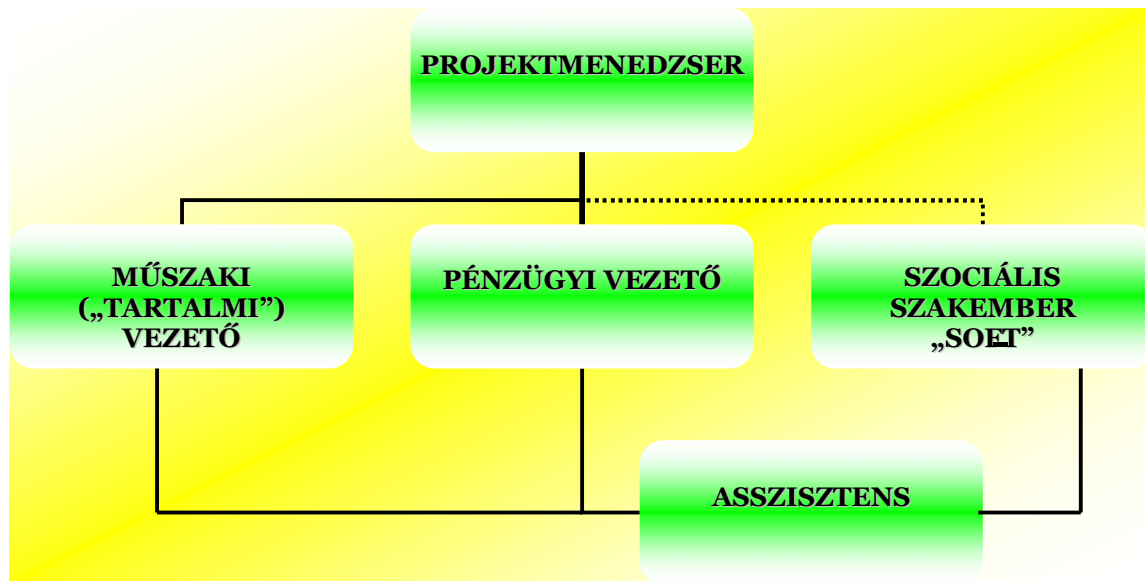 PROJEKTMENEDZSER
MŰSZAKI
(„TARTALMI”)
VEZETŐ
PÉNZÜGYI VEZETŐ
SZOCIÁLIS
SZAKEMBER
„SOFT”
ASSZISZTENS